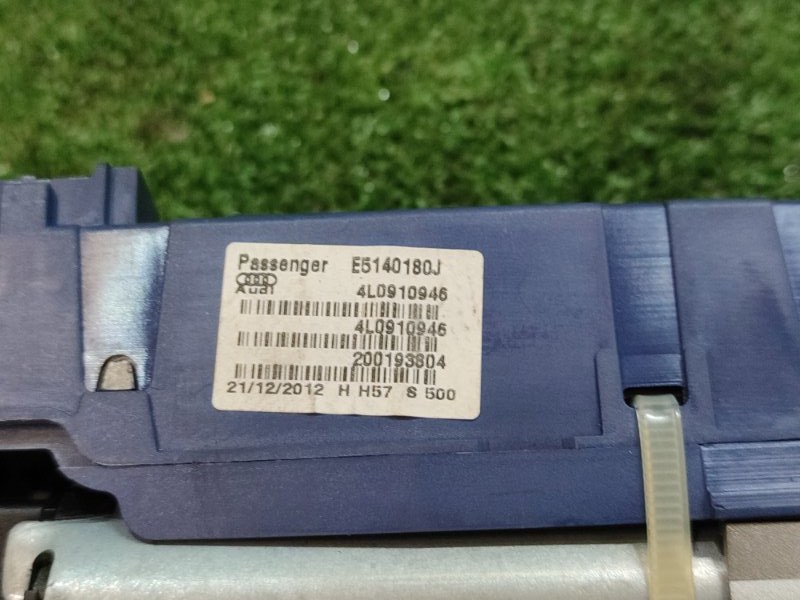 Passenger E5140180J
Audi 4L0910946
4L0910946
200193804
21/12/2012 H H57 S 500